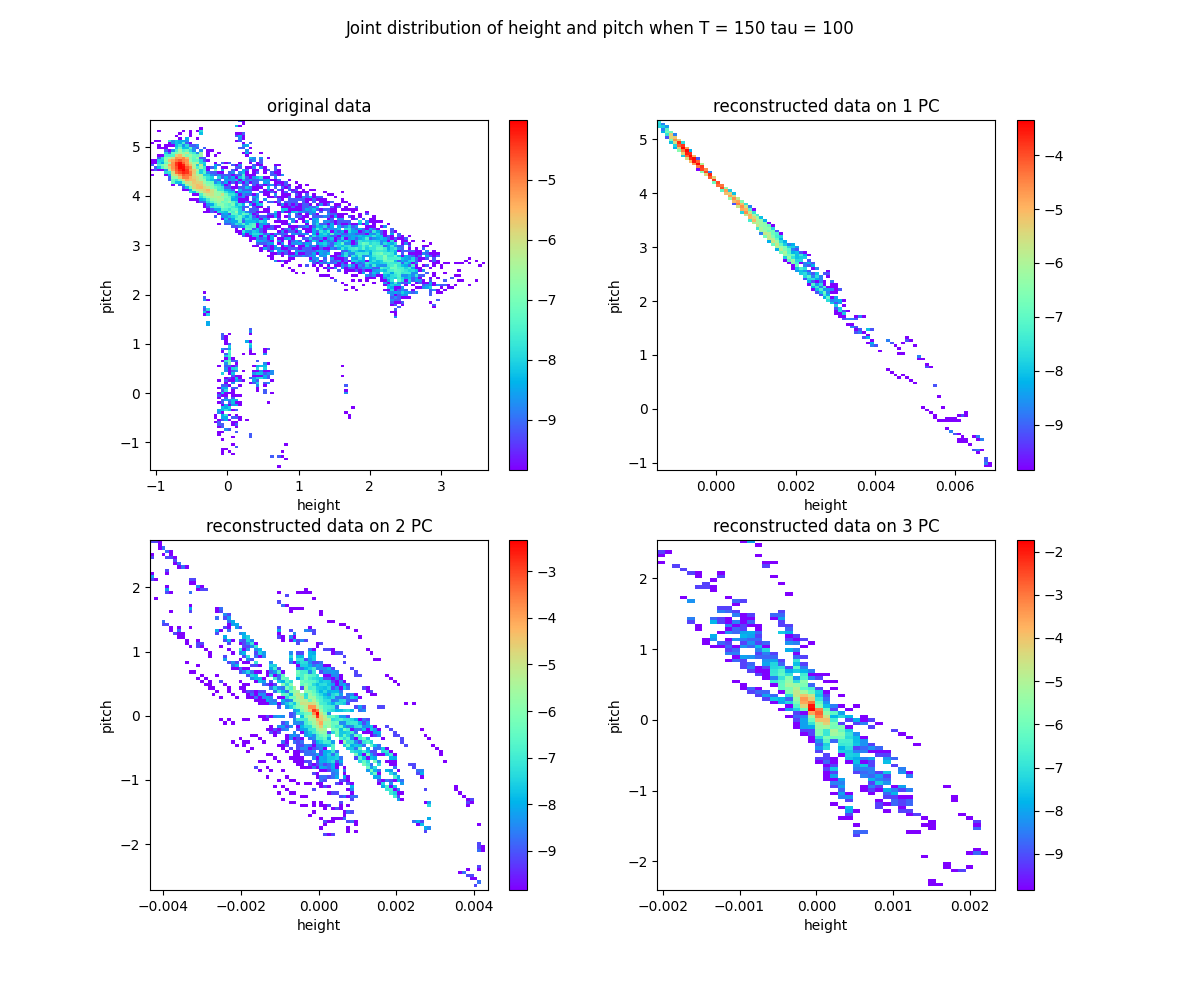 Joint distribution of height and pitch when T = 150 tau = 100
original data
5
4
3
2
1
0
−1
pitch
−1 0 1 2 3
height
−5
−6
−7
−8
−9
reconstructed data on 1 PC
5
4
3
2
1
0
−1
pitch
0.000 0.002 0.004 0.006
height
−4
−5
−6
−7
−8
−9
reconstructed data on 2 PC
2
1
0
−1
−2
pitch
−0.004 −0.002 0.000 0.002 0.004
height
−3
−4
−5
−6
−7
−8
−9
reconstructed data on 3 PC
2
1
0
−1
−2
pitch
−0.002 −0.001 0.000 0.001 0.002
height
−2
−3
−4
−5
−6
−7
−8
−9